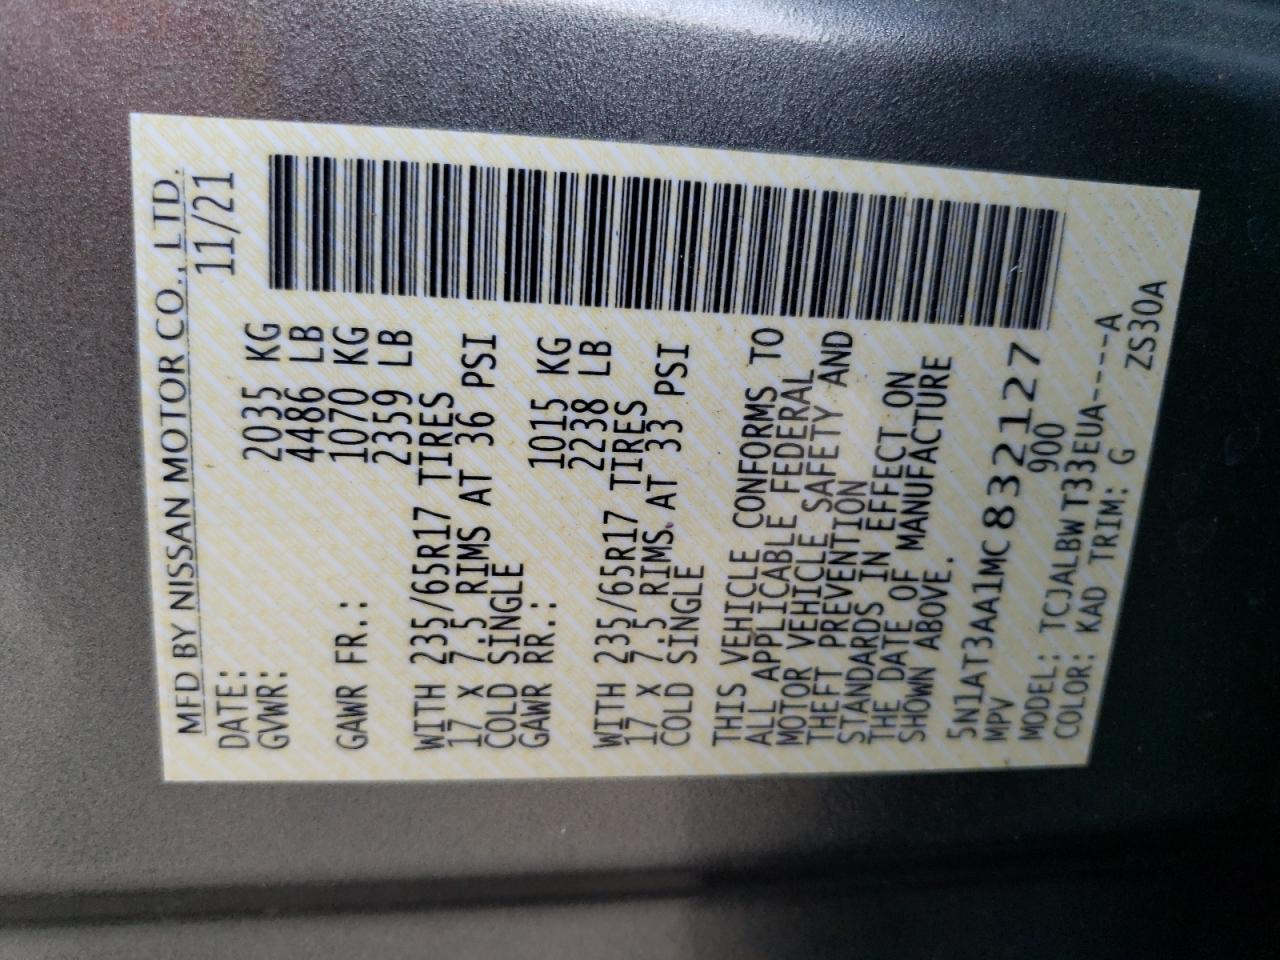 MFD BY NISSAN MOTOR CO., LTD.
DATE: 11/21
GVWR: 2035 KG
4486 LB
GAWR FR.: 1070 KG
2359 LB
WITH 235/65R17 TIRES
17 X 7.5 RIMS AT 36 PSI
COLD SINGLE
GAWR RR.: 1015 KG
2238 LB
WITH 235/65R17 TIRES
17 X 7.5 RIMS. AT 33 PSI
COLD SINGLE
THIS VEHICLE CONFORMS TO
ALL APPLICABLE FEDERAL
MOTOR VEHICLE SAFETY AND
THEFT PREVENTION
STANDARDS IN EFFECT ON
THE DATE OF MANUFACTURE
SHOWN ABOVE.
5N1AT3AA1MC832127
MPV 900
MODEL: TCJALBWT33EUA-----A
COLOR: KAD TRIM: G ZS30A